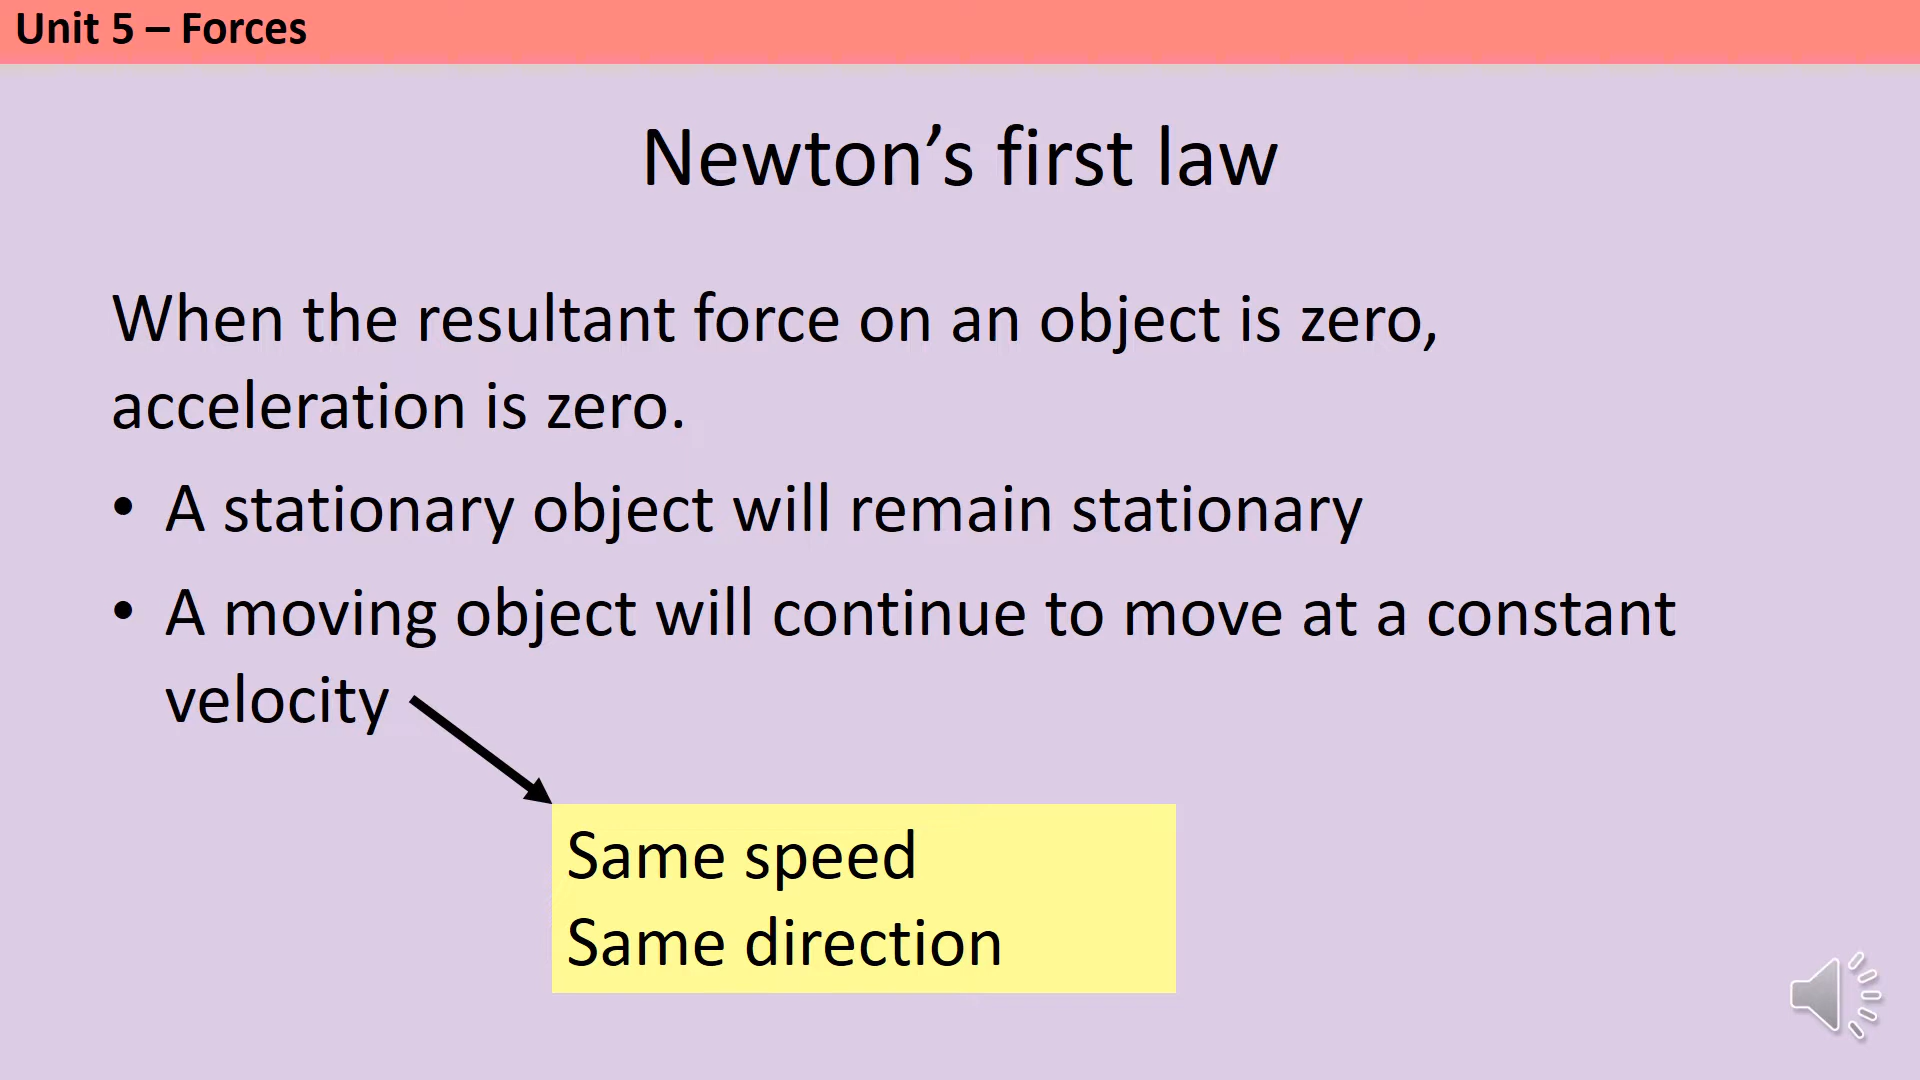 Unit 5 – Forces
Newton’s first law
When the resultant force on an object is zero,
acceleration is zero.
• A stationary object will remain stationary
• A moving object will continue to move at a constant
velocity
Same speed
Same direction